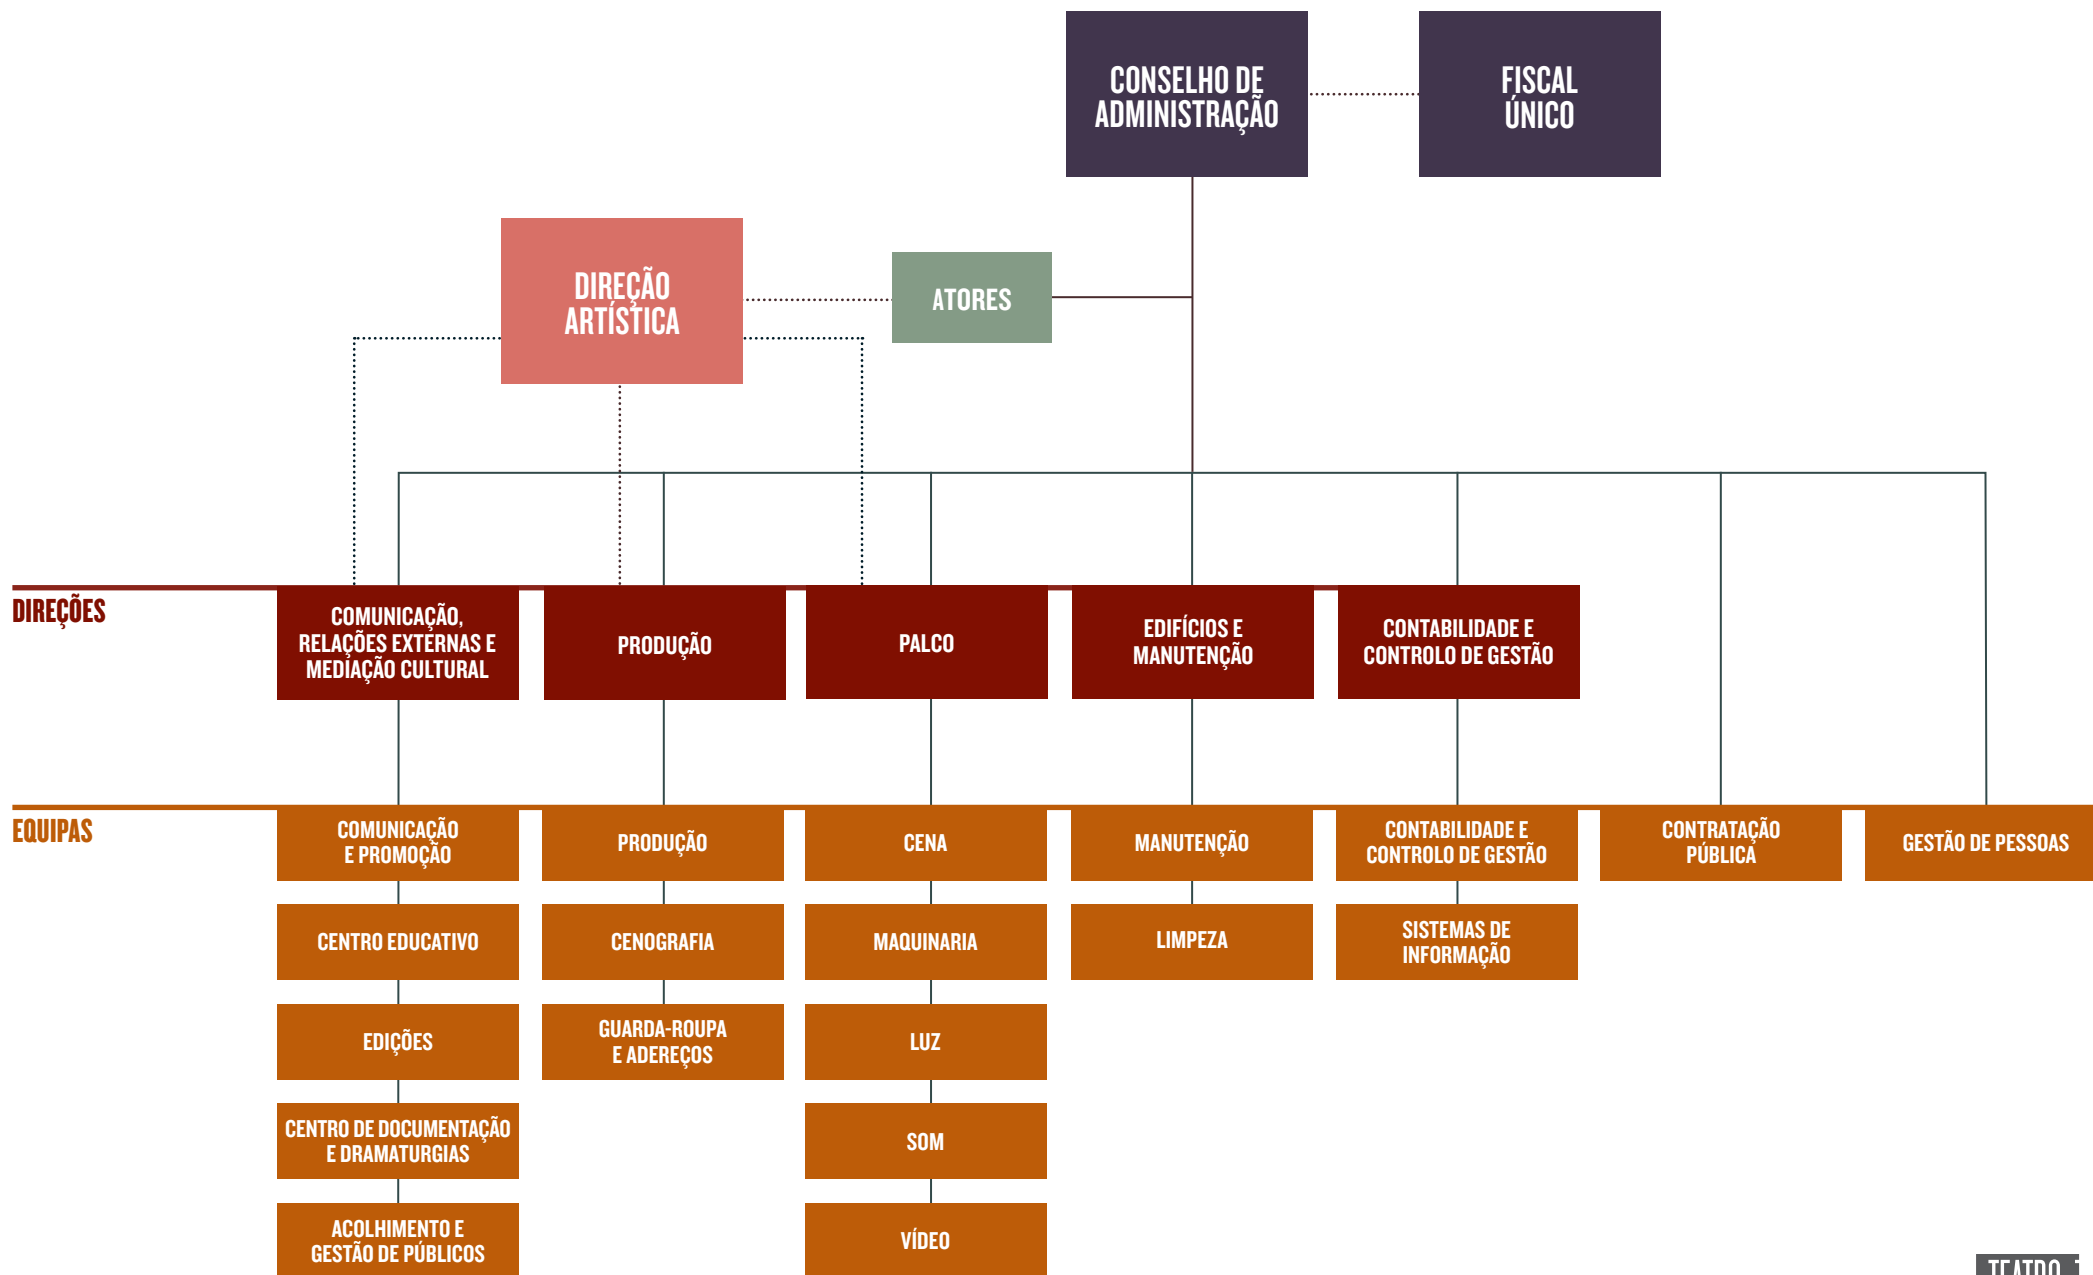 CONSELHO DE
ADMINISTRAÇÃO
FISCAL
ÚNICO
DIREÇÃO
ARTÍSTICA
ATORES
DIREÇÕES
COMUNICAÇÃO,
RELAÇÕES EXTERNAS E
MEDIAÇÃO CULTURAL
PRODUÇÃO
PALCO
EDIFÍCIOS E
MANUTENÇÃO
CONTABILIDADE E
CONTROLO DE GESTÃO
EQUIPAS
COMUNICAÇÃO
E PROMOÇÃO
PRODUÇÃO
CENA
MANUTENÇÃO
CONTABILIDADE E
CONTROLO DE GESTÃO
CONTRATAÇÃO
PÚBLICA
GESTÃO DE PESSOAS
CENTRO EDUCATIVO
CENOGRAFIA
MAQUINARIA
LIMPEZA
SISTEMAS DE
INFORMAÇÃO
EDIÇÕES
GUARDA-ROUPA
E ADEREÇOS
LUZ
CENTRO DE DOCUMENTAÇÃO
E DRAMATURGIAS
SOM
ACOLHIMENTO E
GESTÃO DE PÚBLICOS
VÍDEO
TEATRO